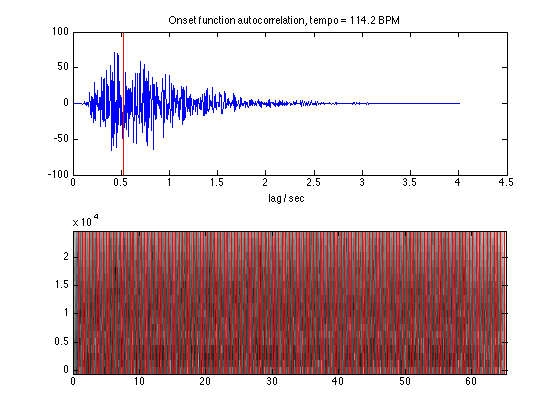 Onset function autocorrelation, tempo = 114.2 BPM
100
50
0
-50
-100
0 0.5 1 1.5 2 2.5 3 3.5 4 4.5
lag / sec
x 10^4
2
1.5
1
0.5
0
0 10 20 30 40 50 60